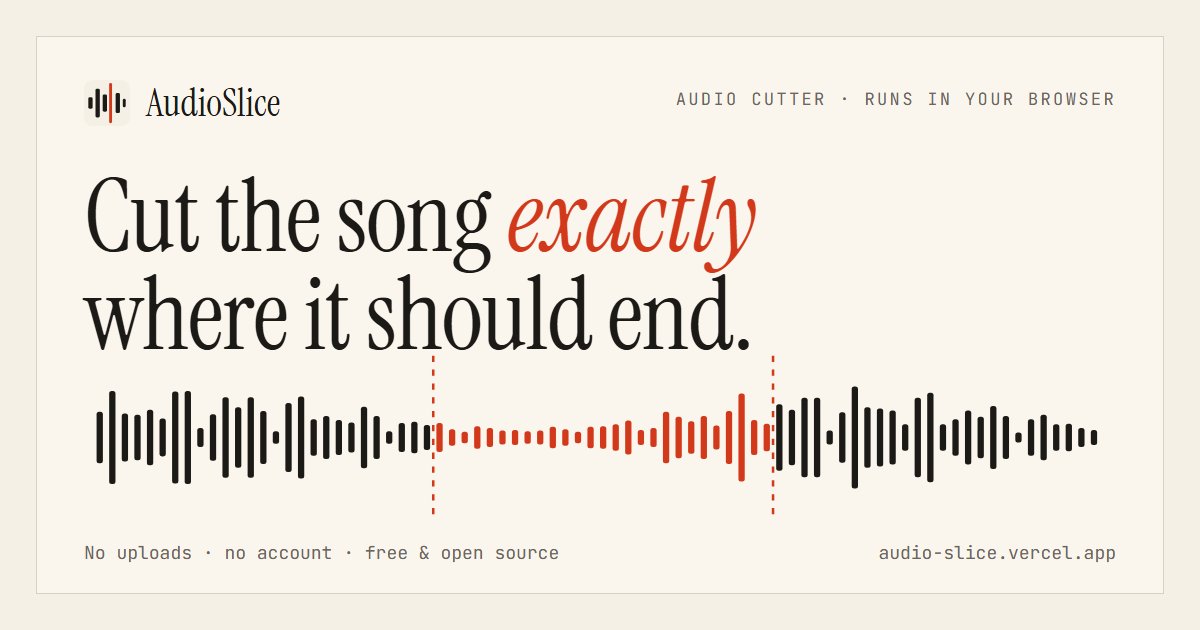 AudioSlice
AUDIO CUTTER · RUNS IN YOUR BROWSER
Cut the song exactly
where it should end.
No uploads · no account · free & open source
audio-slice.vercel.app